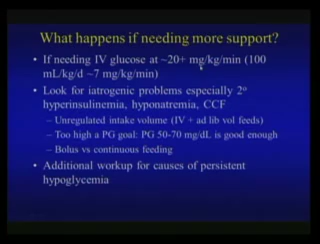 What happens if needing more support?
• If needing IV glucose at ~20+ mg/kg/min (100
mL/kg/d ~7 mg/kg/min)
• Look for iatrogenic problems especially 2º
hyperinsulinemia, hyponatremia, CCF
– Unregulated intake volume (IV + ad lib vol feeds)
– Too high a PG goal: PG 50-70 mg/dL is good enough
– Bolus vs continuous feeding
• Additional workup for causes of persistent
hypoglycemia